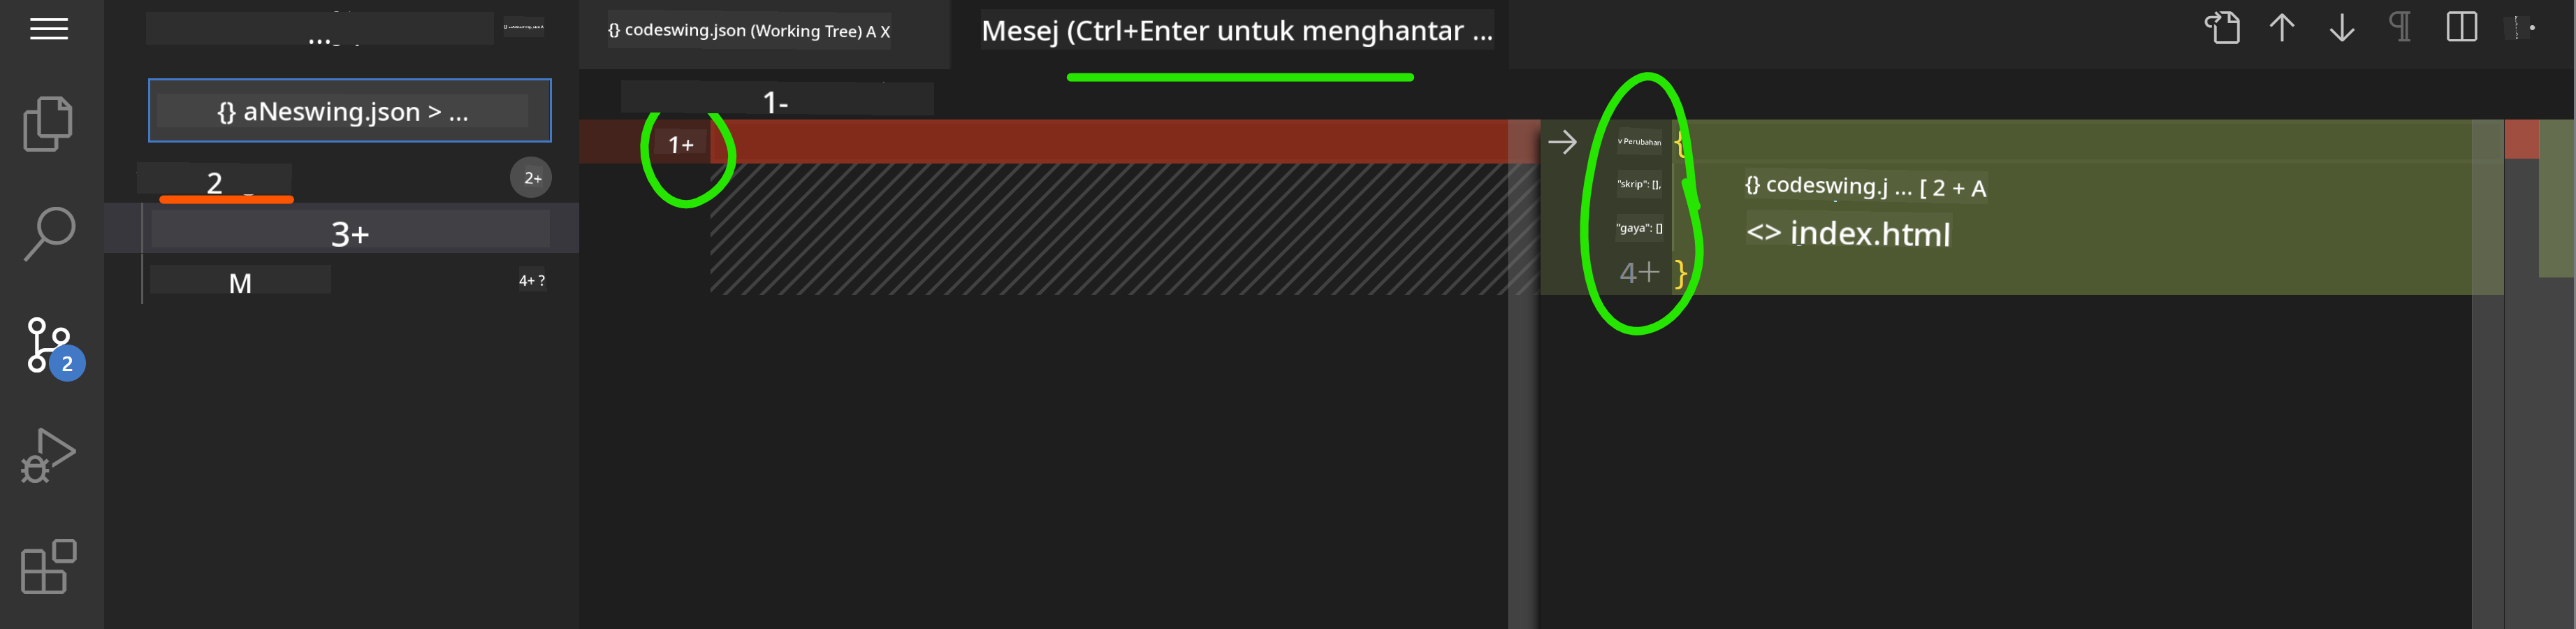 ...
{} codeswing.json (Working Tree) A X
Mesej (Ctrl+Enter untuk menghantar ...
{} aNeswing.json > ...
1-
1+
2
2+
3+
M
4+ ?
2
v Perubahan
{
"skrip": [],
{} codeswing.j ... [ 2 + A
"gaya": []
<> index.html
4+
}